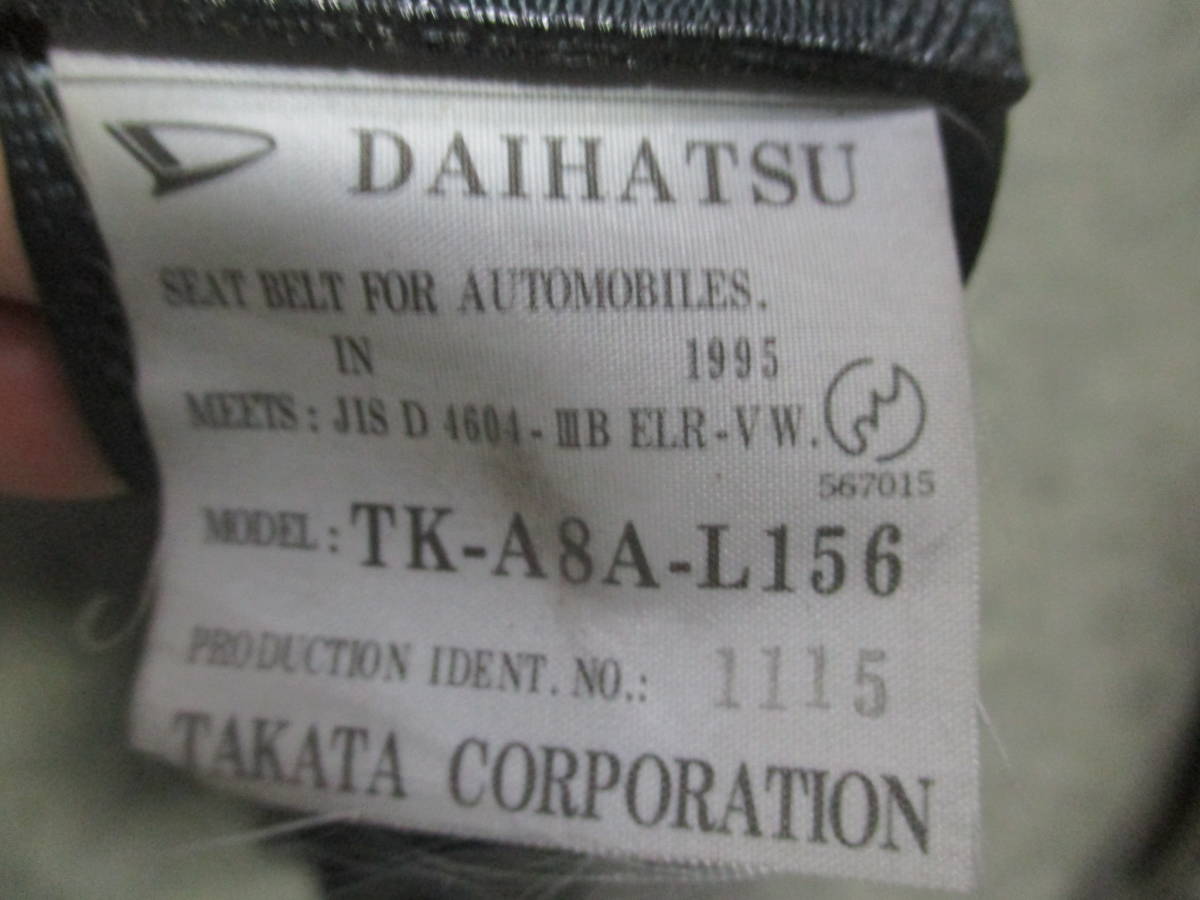 DAIHATSU
SEAT BELT FOR AUTOMOBILES.
IN 1995
MEETS: JIS D 4604-ⅢB ELR-VW.
567015
MODEL: TK-A8A-L156
PRODUCTION IDENT. NO.: 1115
TAKATA CORPORATION